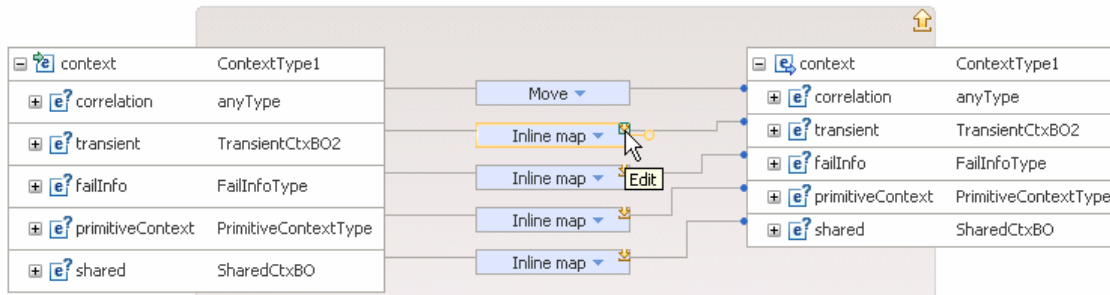 context ContextType1 context ContextType1
correlation anyType Move correlation anyType
transient TransientCtxBO2 Inline map transient TransientCtxBO2
failInfo FailInfoType Inline map Edit failInfo FailInfoType
primitiveContext PrimitiveContextType Inline map primitiveContext PrimitiveContextType
shared SharedCtxBO Inline map shared SharedCtxBO